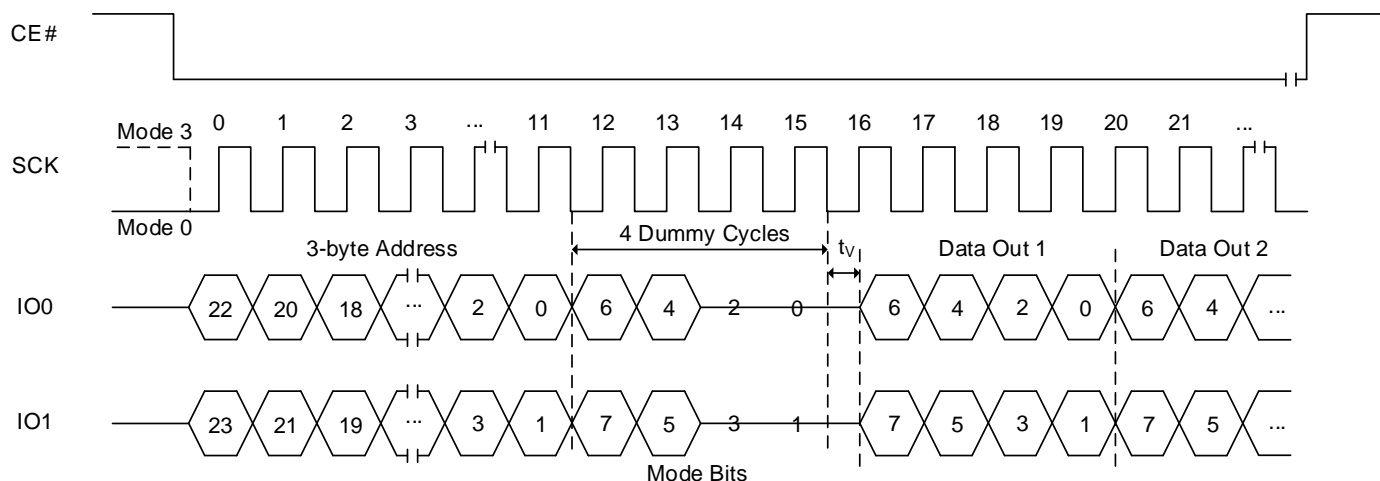 CE#
Mode 3 0 1 2 3 ... 11 12 13 14 15 16 17 18 19 20 21 ...
SCK
Mode 0
3-byte Address 4 Dummy Cycles tV Data Out 1 Data Out 2
IO0 22 20 18 ... 2 0 6 4 2 0 6 4 2 0 6 4 ...
IO1 23 21 19 ... 3 1 7 5 3 1 7 5 3 1 7 5 ...
Mode Bits